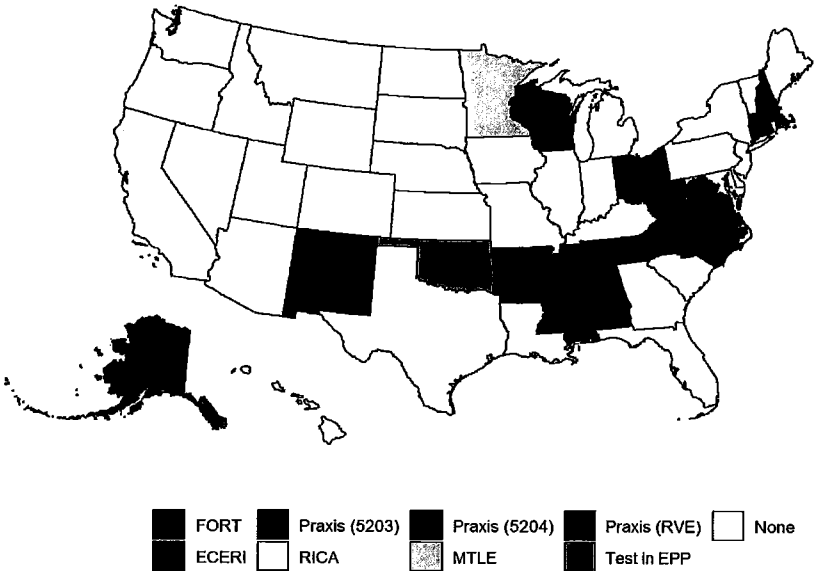 FORT Praxis (5203) Praxis (5204) Praxis (RVE) None
ECERI RICA MTLE Test in EPP